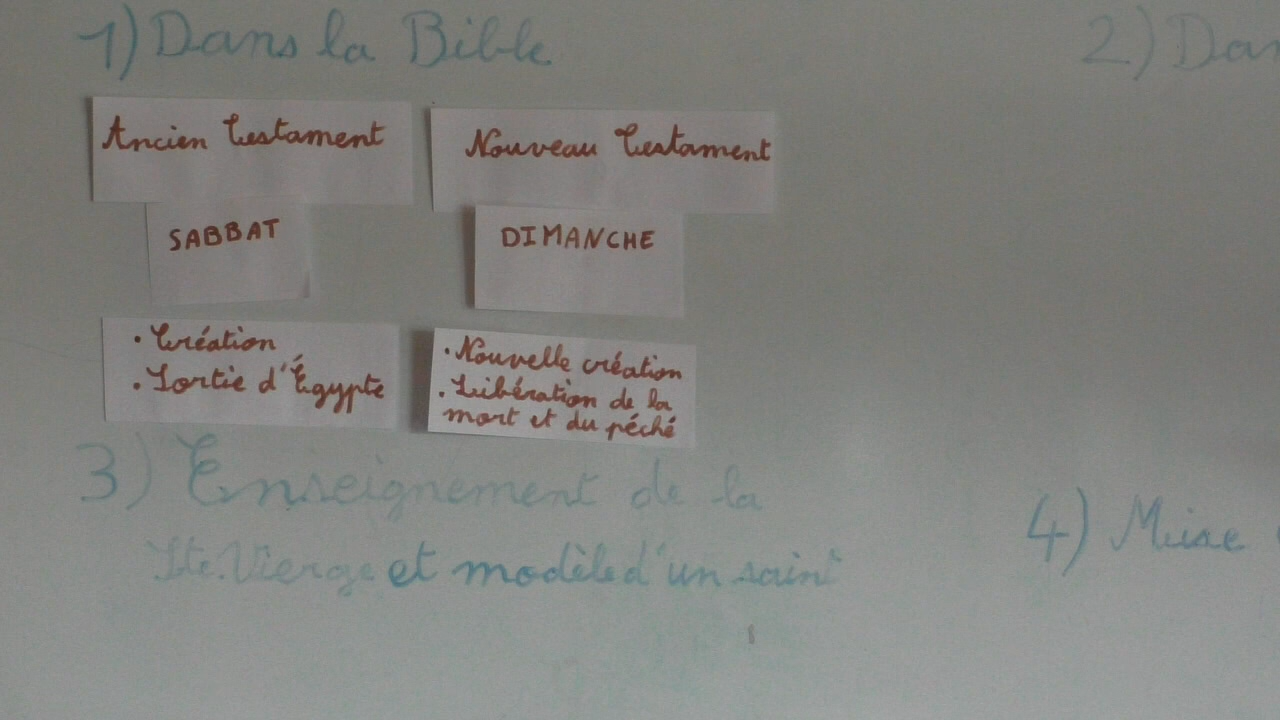 1) Dans la Bible
2) Dan
Ancien Testament
Nouveau Testament
SABBAT
DIMANCHE
• Création
• Sortie d'Égypte
• Nouvelle création
• Libération de la
mort et du péché
3) Enseignement de la
Ste. Vierge et modèle d'un saint
4) Mise